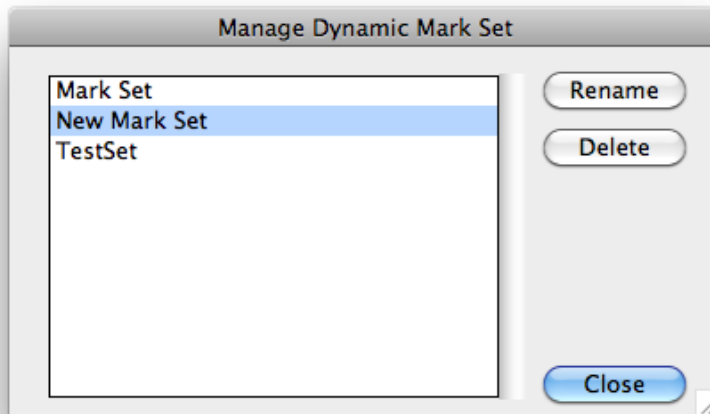 Manage Dynamic Mark Set
Mark Set
New Mark Set
TestSet
Rename
Delete
Close